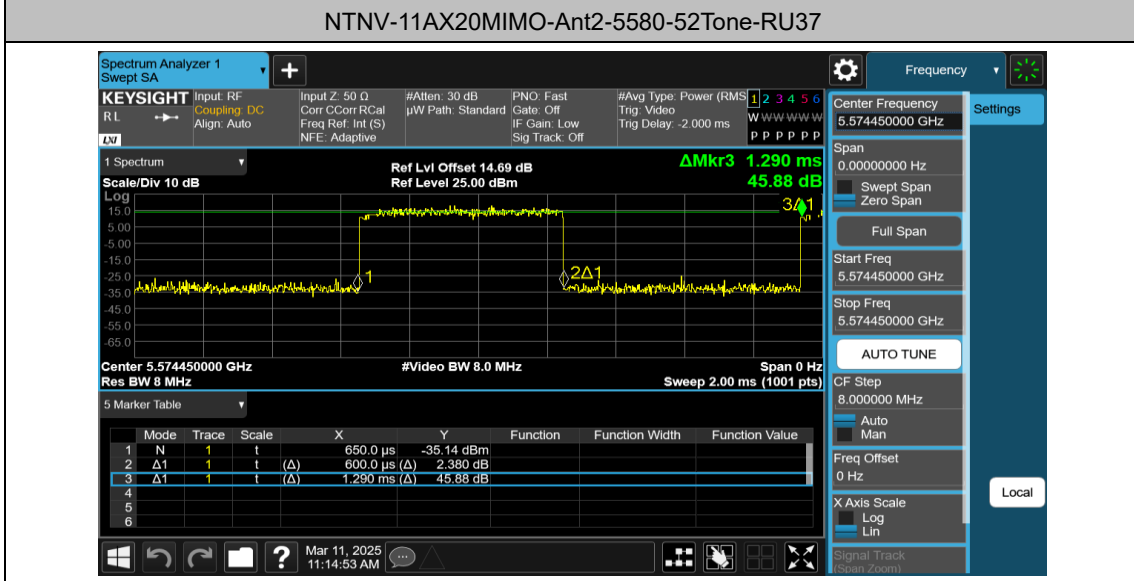 NTNV-11AX20MIMO-Ant2-5580-52Tone-RU37
Spectrum Analyzer 1
Swept SA
+
Frequency
KEYSIGHT
RL
LXI
Input: RF
Coupling: DC
Align: Auto
Input Z: 50 Ω
Corr CCorr RCal
Freq Ref: Int (S)
NFE: Adaptive
#Atten: 30 dB
µW Path: Standard
PNO: Fast
Gate: Off
IF Gain: Low
Sig Track: Off
#Avg Type: Power (RMS
Trig: Video
Trig Delay: -2.000 ms
1 2 3 4 5 6
W W W W W W
P P P P P P
Center Frequency
5.574450000 GHz
Settings
1 Spectrum
Ref Lvl Offset 14.69 dB
ΔMkr3 1.290 ms
Scale/Div 10 dB
Ref Level 25.00 dBm
45.88 dB
Log
15.0
5.00
-5.00
-15.0
-25.0
-35.0
-45.0
-55.0
-65.0
1
2Δ1
3Δ1
Center 5.574450000 GHz
#Video BW 8.0 MHz
Span 0 Hz
Res BW 8 MHz
Sweep 2.00 ms (1001 pts)
Span
0.00000000 Hz
Swept Span
Zero Span
Full Span
Start Freq
5.574450000 GHz
Stop Freq
5.574450000 GHz
AUTO TUNE
CF Step
8.000000 MHz
Auto
Man
Freq Offset
0 Hz
X Axis Scale
Log
Lin
Signal Track
(Span Zoom)
Local
5 Marker Table
Mode Trace Scale X Y Function Function Width Function Value
1 N 1 t 650.0 µs -35.14 dBm
2 Δ1 1 t (Δ) 600.0 µs (Δ) 2.380 dB
3 Δ1 1 t (Δ) 1.290 ms (Δ) 45.88 dB
4
5
6
?
Mar 11, 2025
11:14:53 AM